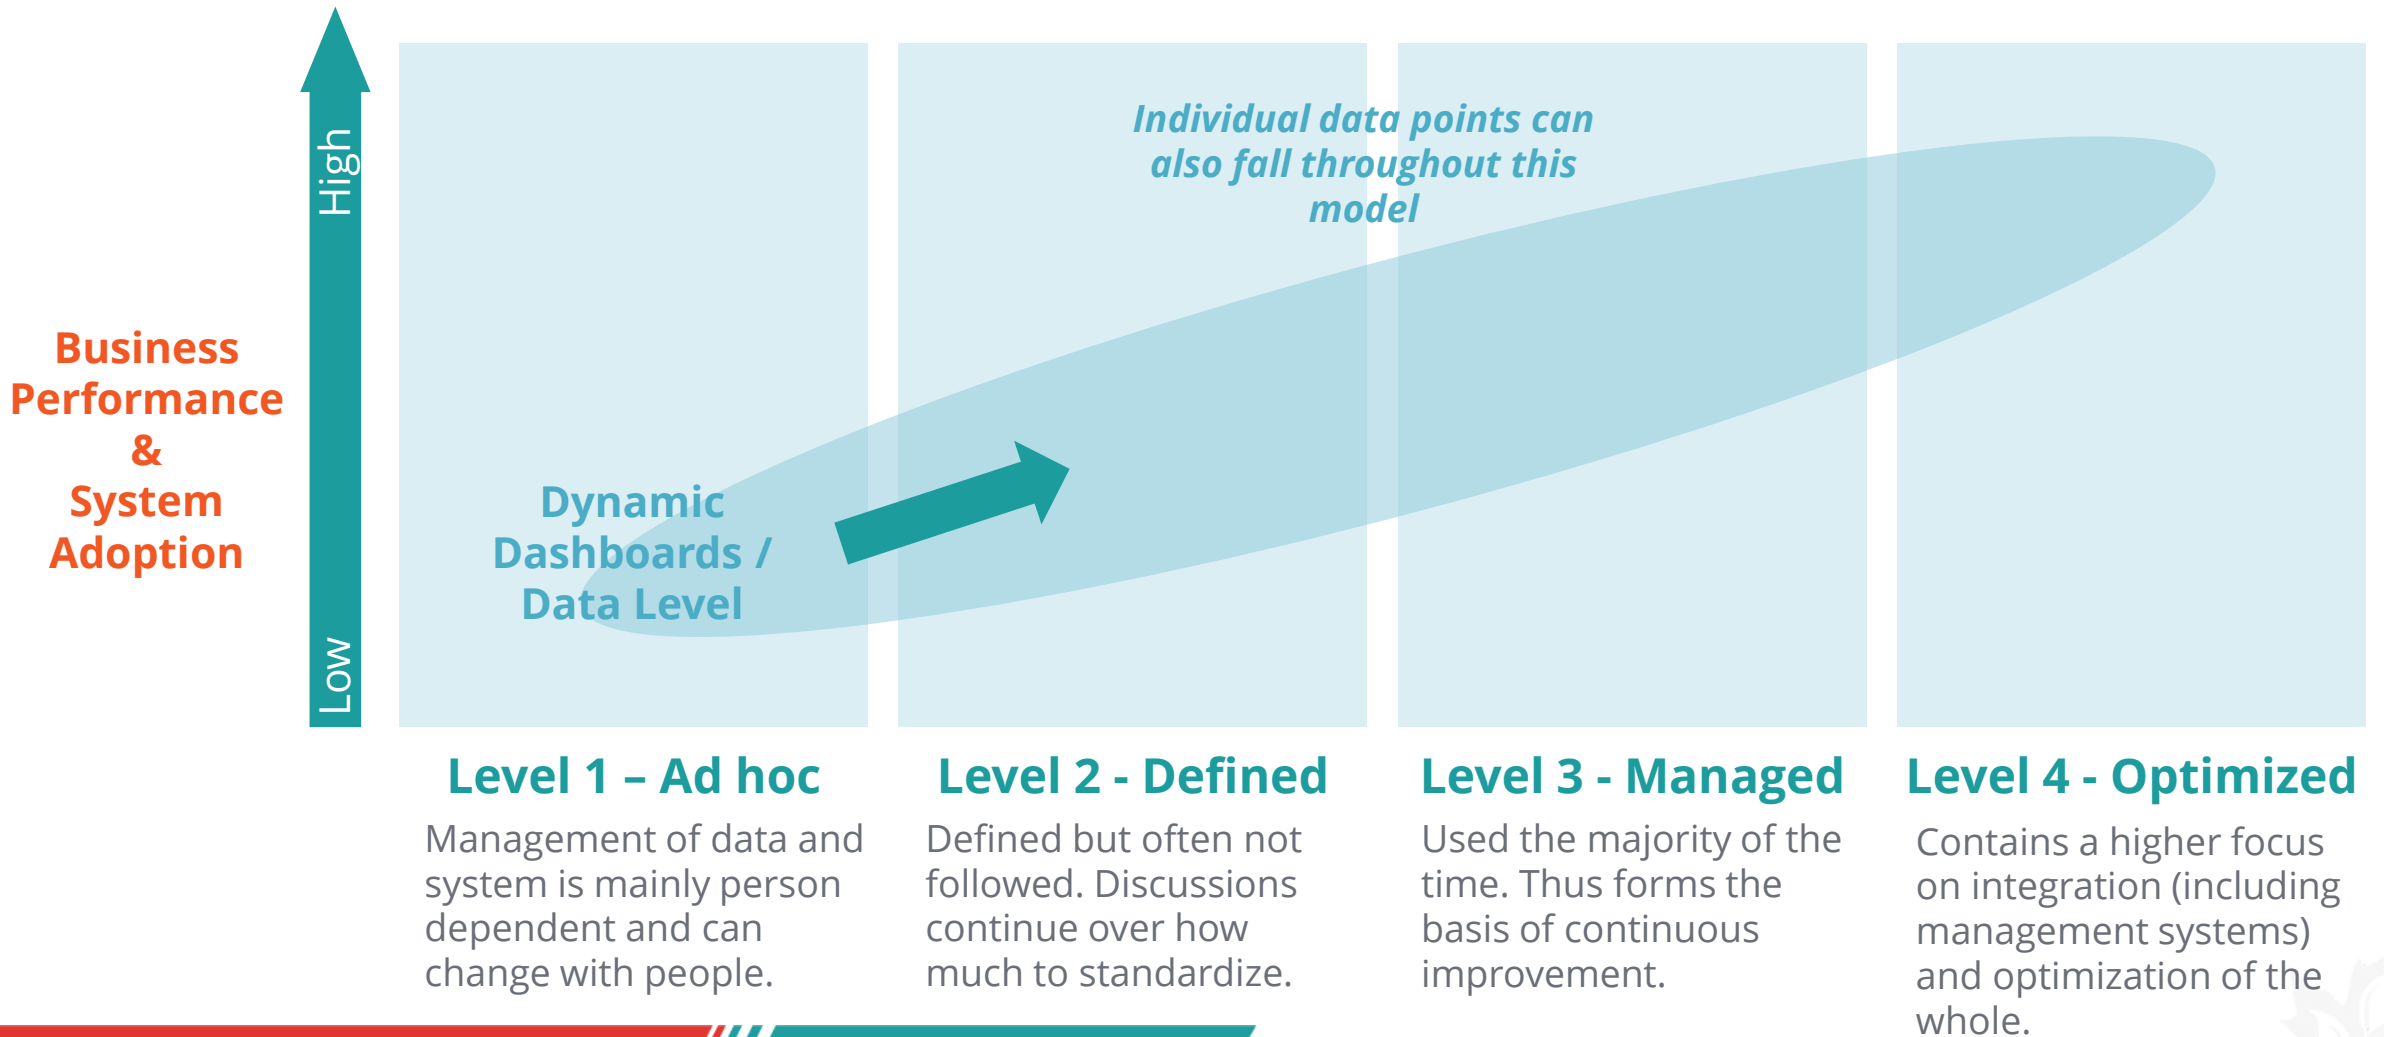 High
Low
Business
Performance
&
System
Adoption
Individual data points can
also fall throughout this
model
Dynamic
Dashboards /
Data Level
Level 1 – Ad hoc
Management of data and
system is mainly person
dependent and can
change with people.
Level 2 - Defined
Defined but often not
followed. Discussions
continue over how
much to standardize.
Level 3 - Managed
Used the majority of the
time. Thus forms the
basis of continuous
improvement.
Level 4 - Optimized
Contains a higher focus
on integration (including
management systems)
and optimization of the
whole.